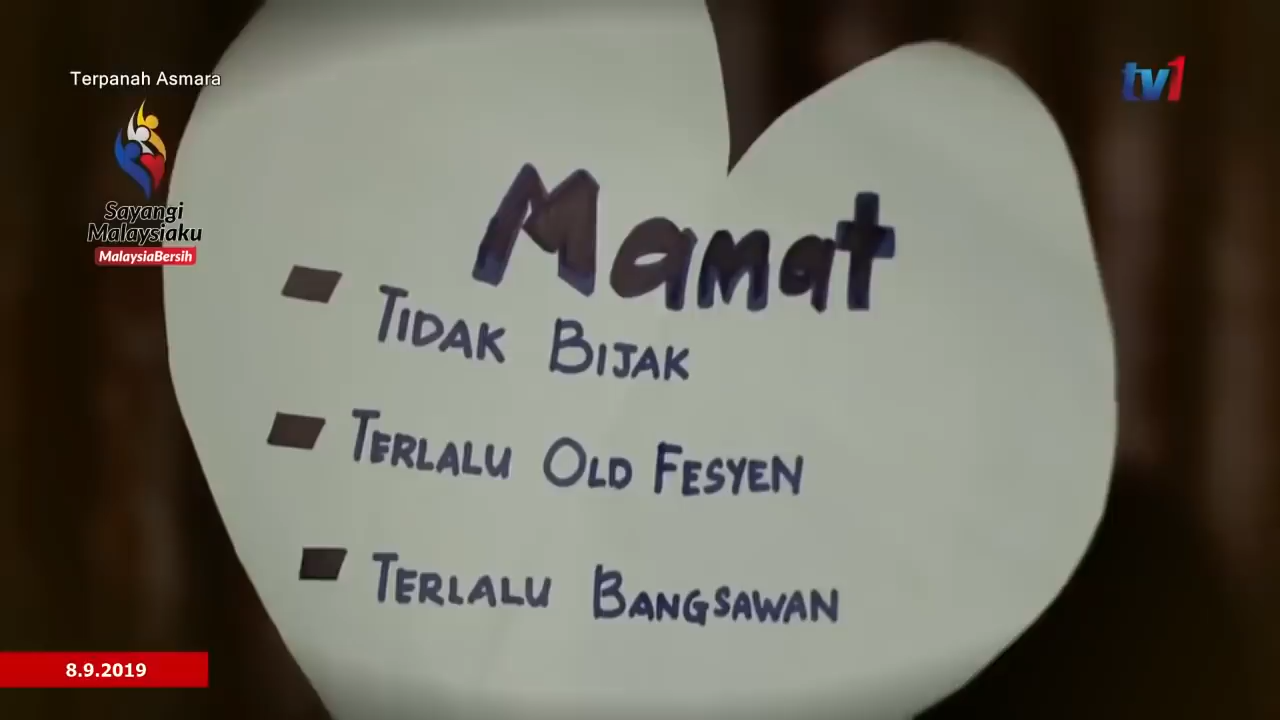 Terpanah Asmara
tv1
Sayangi
Malaysiaku
MalaysiaBersih
Mamat
TIDAK BIJAK
TERLALU OLD FESYEN
TERLALU BANGSAWAN
8.9.2019